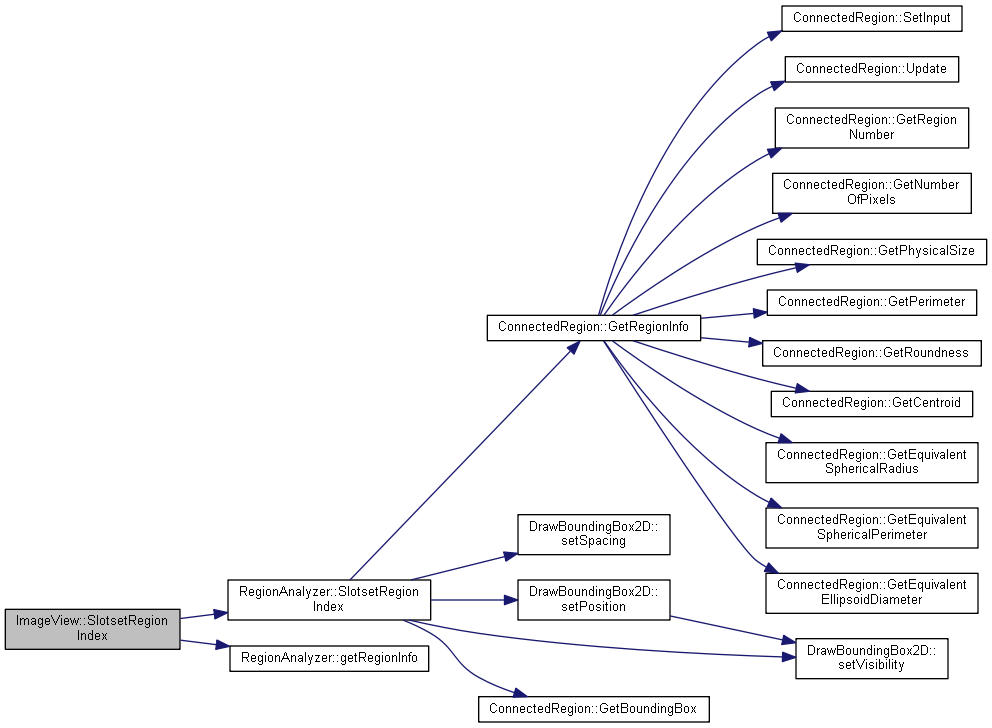 ConnectedRegion::SetInput
ConnectedRegion::Update
ConnectedRegion::GetRegion
Number
ConnectedRegion::GetNumber
OfPixels
ConnectedRegion::GetPhysicalSize
ConnectedRegion::GetPerimeter
ConnectedRegion::GetRegionInfo
ConnectedRegion::GetRoundness
ConnectedRegion::GetCentroid
ConnectedRegion::GetEquivalent
SphericalRadius
ConnectedRegion::GetEquivalent
SphericalPerimeter
DrawBoundingBox2D::
setSpacing
ConnectedRegion::GetEquivalent
EllipsoidDiameter
RegionAnalyzer::SlotsetRegion
Index
DrawBoundingBox2D::
setPosition
ImageView::SlotsetRegion
Index
RegionAnalyzer::getRegionInfo
DrawBoundingBox2D::
setVisibility
ConnectedRegion::GetBoundingBox